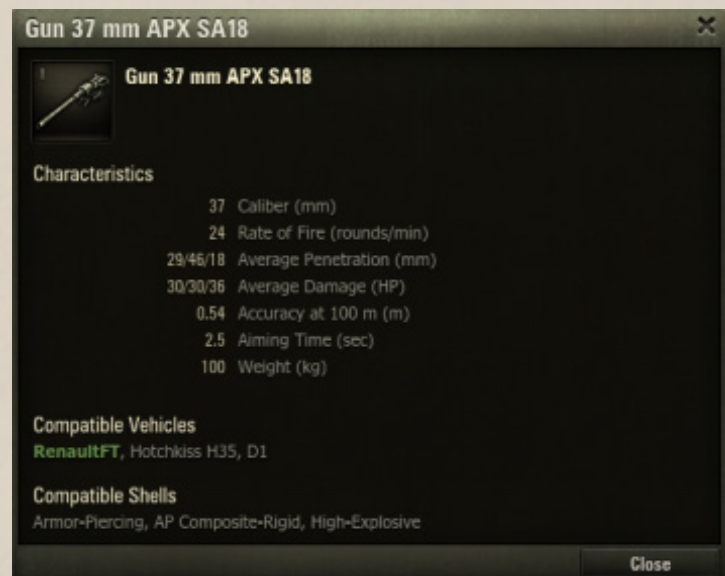 Gun 37 mm APX SA18
I
Gun 37 mm APX SA18
Characteristics
37 Caliber (mm)
24 Rate of Fire (rounds/min)
29/46/18 Average Penetration (mm)
30/30/36 Average Damage (HP)
0.54 Accuracy at 100 m (m)
2.5 Aiming Time (sec)
100 Weight (kg)
Compatible Vehicles
RenaultFT, Hotchkiss H35, D1
Compatible Shells
Armor-Piercing, AP Composite-Rigid, High-Explosive
Close